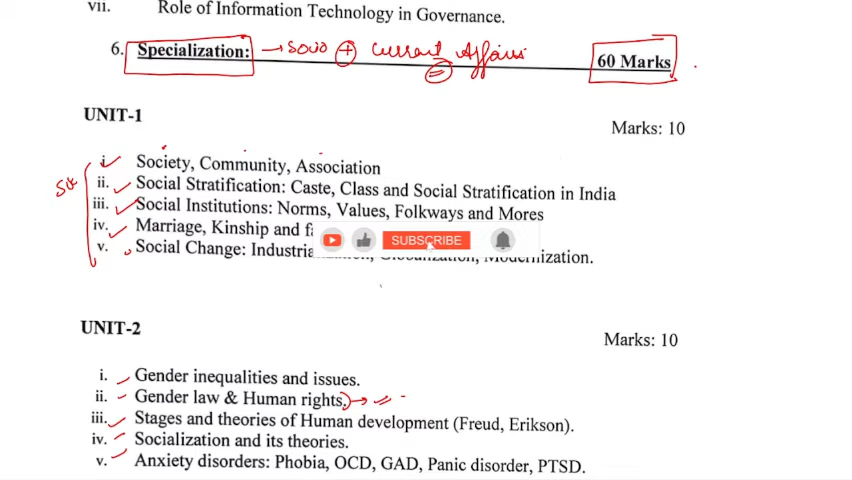 vii. Role of Information Technology in Governance.
6. Specialization: → Socio + Current Affairs 60 Marks
UNIT-1
Marks: 10
i. Society, Community, Association
ii. Social Stratification: Caste, Class and Social Stratification in India
iii. Social Institutions: Norms, Values, Folkways and Mores
iv. Marriage, Kinship and
SUBSCRIBE
v. Social Change: Globalization, Modernization.
UNIT-2
Marks: 10
i. Gender inequalities and issues.
ii. Gender law & Human rights.
iii. Stages and theories of Human development (Freud, Erikson).
iv. Socialization and its theories.
v. Anxiety disorders: Phobia, OCD, GAD, Panic disorder, PTSD.